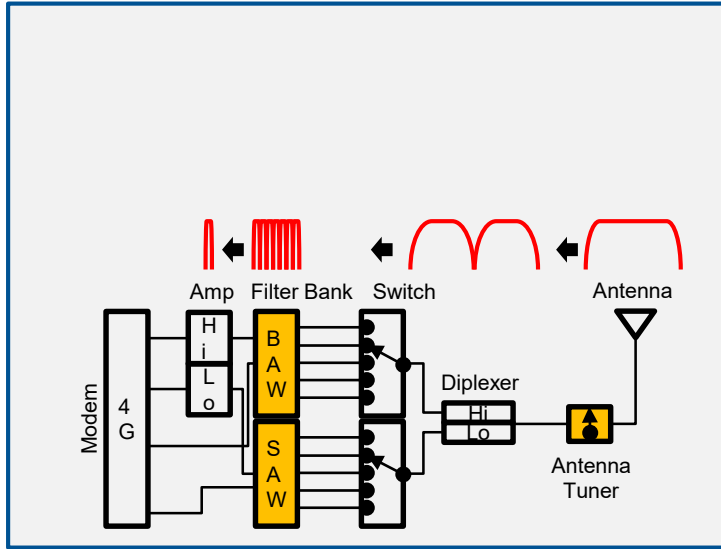 Amp
Filter Bank
Switch
Antenna
Modem
4
G
H
i
L
o
B
A
W
S
A
W
Diplexer
Hi
Lo
Antenna
Tuner